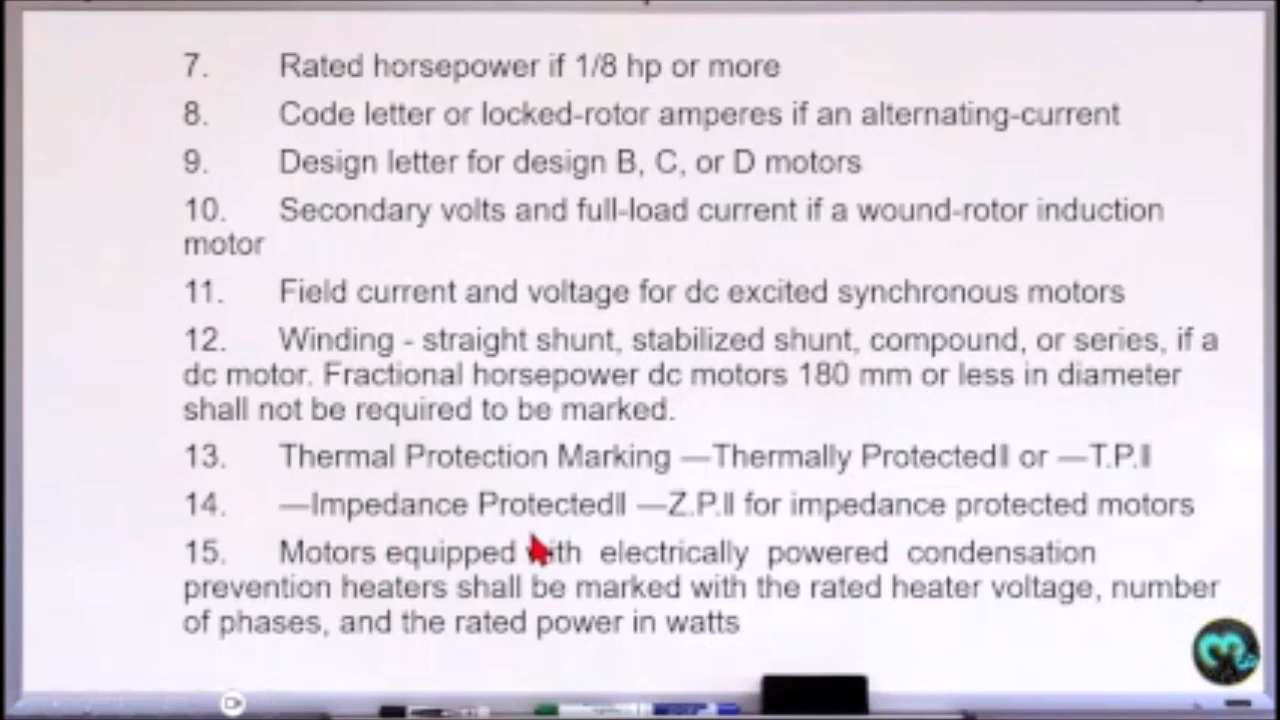 7. Rated horsepower if 1/8 hp or more
8. Code letter or locked-rotor amperes if an alternating-current
9. Design letter for design B, C, or D motors
10. Secondary volts and full-load current if a wound-rotor induction
motor
11. Field current and voltage for dc excited synchronous motors
12. Winding - straight shunt, stabilized shunt, compound, or series, if a
dc motor. Fractional horsepower dc motors 180 mm or less in diameter
shall not be required to be marked.
13. Thermal Protection Marking ―Thermally Protected‖ or ―T.P.‖
14. ―Impedance Protected‖ ―Z.P.‖ for impedance protected motors
15. Motors equipped with electrically powered condensation
prevention heaters shall be marked with the rated heater voltage, number
of phases, and the rated power in watts